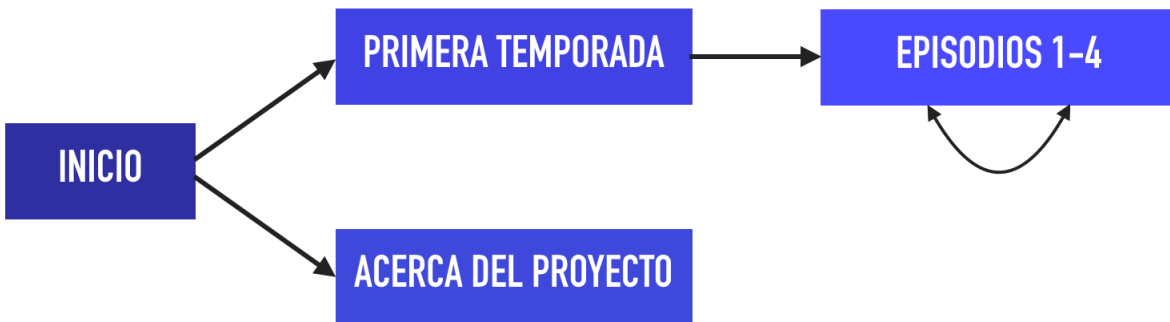 PRIMERA TEMPORADA
EPISODIOS 1-4
INICIO
ACERCA DEL PROYECTO